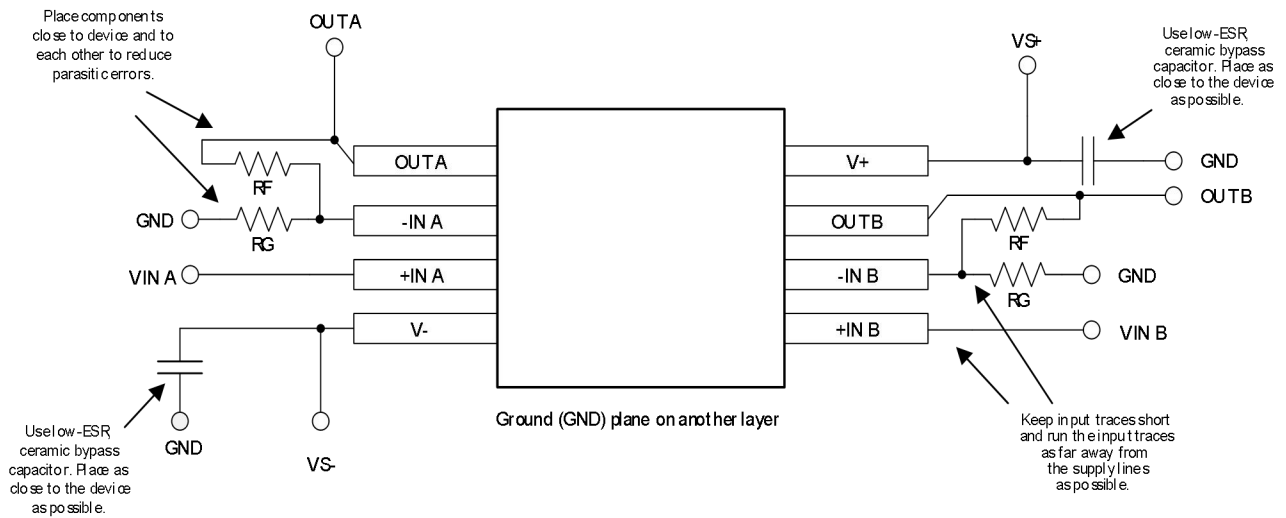 Place components
close to device and to
each other to reduce
parasitic errors.
OUTA
VS+
Use low-ESR,
ceramic bypass
capacitor. Place as
close to the device
as possible.
OUTA
V+
GND
RF
OUTB
GND
RG
-IN A
OUTB
RF
VIN A
+IN A
-IN B
RG
GND
V-
+IN B
VIN B
Ground (GND) plane on another layer
Use low-ESR,
ceramic bypass
capacitor. Place as
close to the device
as possible.
GND
VS-
Keep input traces short
and run the input traces
as far away from
the supply lines
as possible.